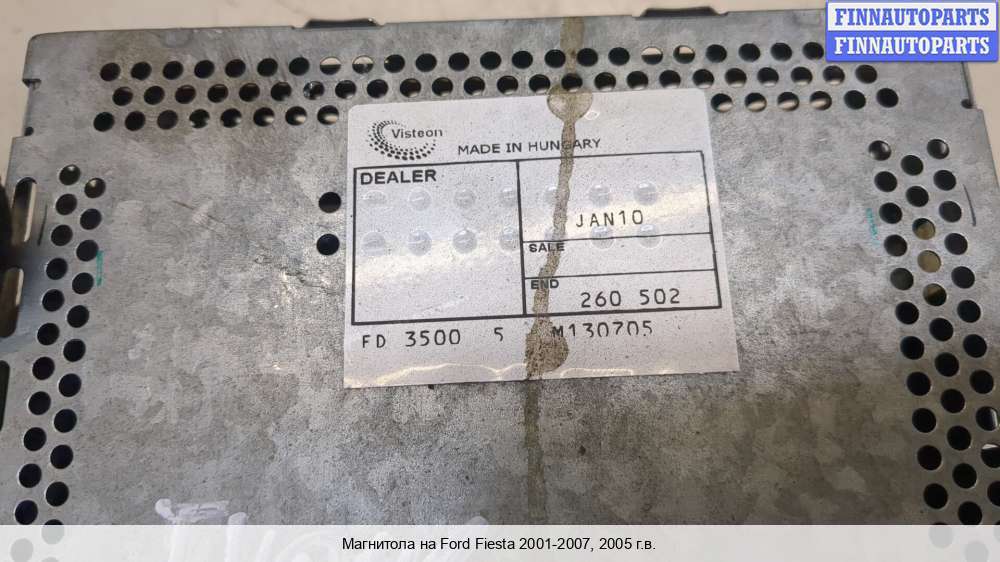 FINNAUTOPARTS
FINNAUTOPARTS
Visteon
MADE IN HUNGARY
DEALER
JAN10
SALE
END
260 502
FD 3500 5 M130705
Магнитола на Ford Fiesta 2001-2007, 2005 г.в.